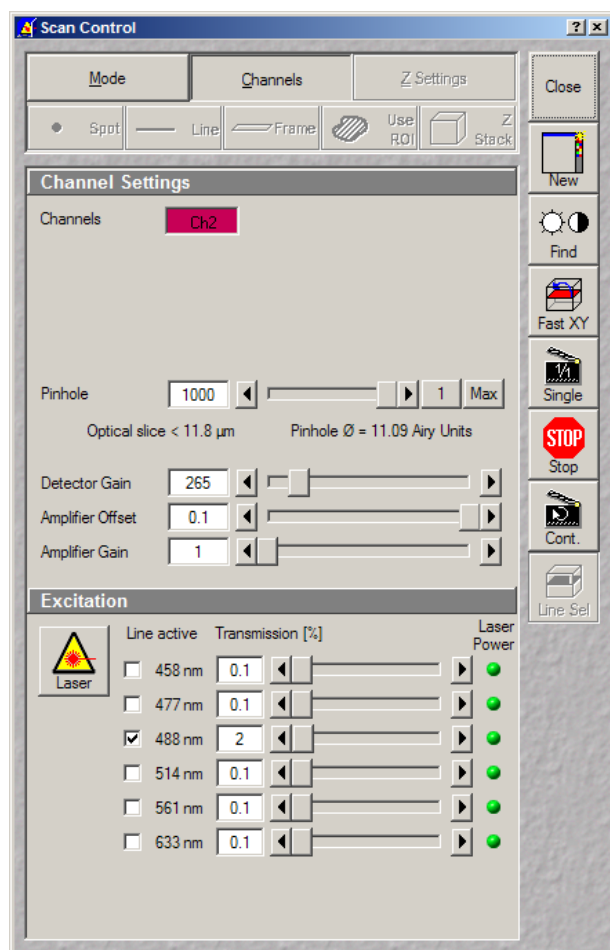 Scan Control
Mode Channels Z Settings
Close
Spot Line Frame Use ROI Z Stack
New
Channel Settings
Channels Ch2
Find
Fast XY
Pinhole 1000 1 Max
Single
Optical slice < 11.8 µm Pinhole Ø = 11.09 Airy Units
STOP
Stop
Detector Gain 265
Amplifier Offset 0.1
Cont.
Amplifier Gain 1
Line Sel
Excitation
Laser
Line active Transmission [%] Laser Power
458 nm 0.1
477 nm 0.1
488 nm 2
514 nm 0.1
561 nm 0.1
633 nm 0.1